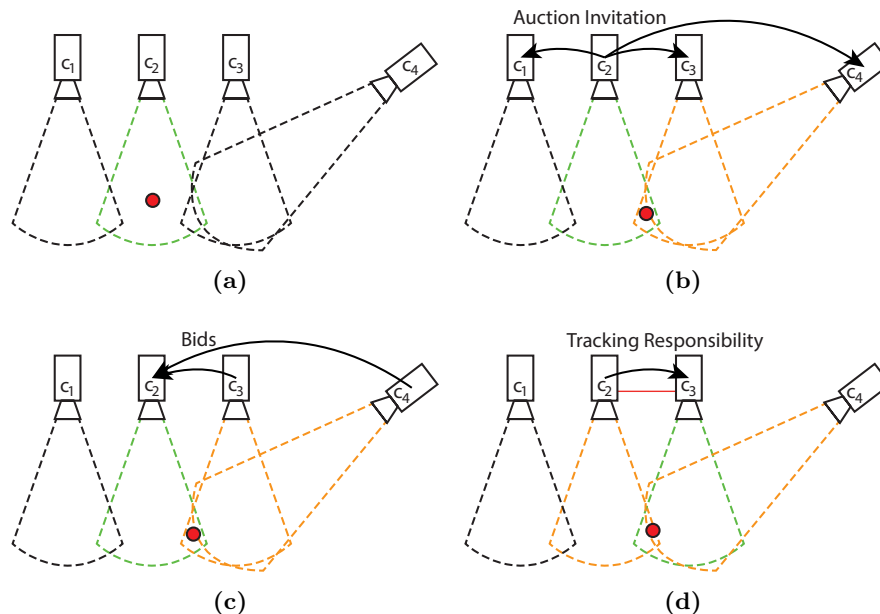 Auction Invitation
c1
c2
c3
c4
c1
c2
c3
c4
(a)
(b)
Bids
Tracking Responsibility
c1
c2
c3
c4
c1
c2
c3
c4
(c)
(d)